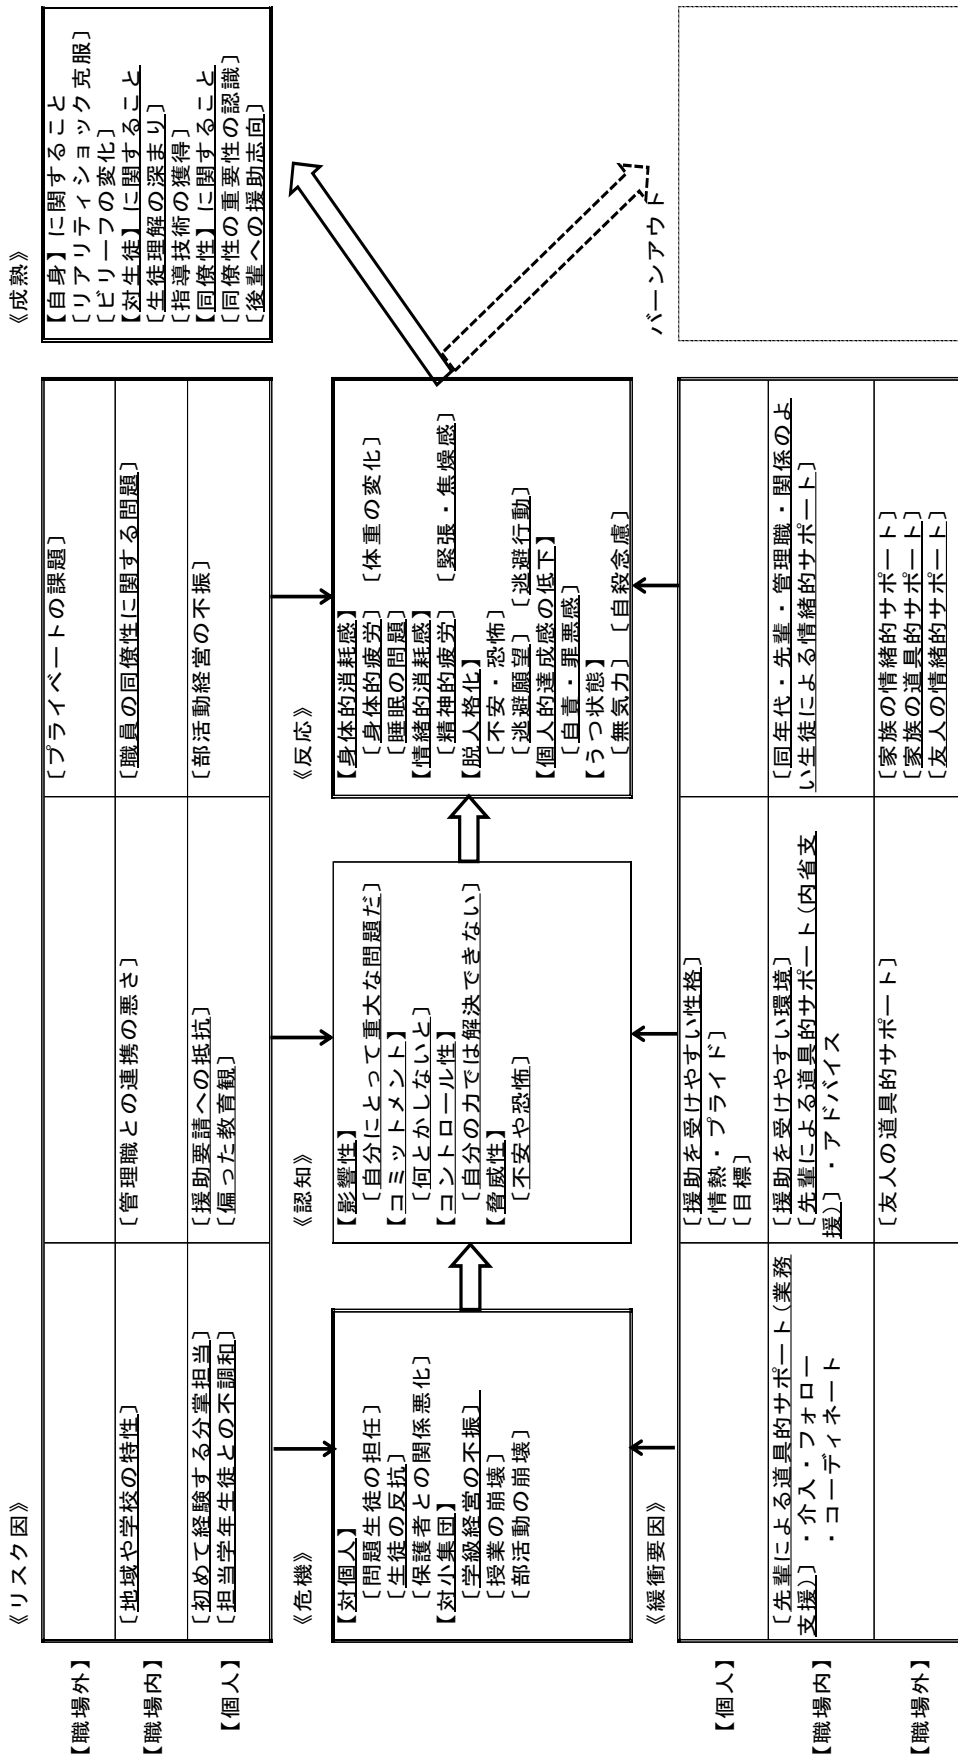 《リスク因》
《成熟》
【職場外】
〔プライベートの課題〕
【職場内】
〔地域や学校の特性〕
〔管理職との連携の悪さ〕
〔職員の同僚性に関する問題〕
【個人】
〔初めて経験する分掌担当〕
〔担当学年生徒との不調和〕
〔援助要請への抵抗〕
〔偏った教育観〕
〔部活動経営の不振〕
【自身】に関すること
〔リアリティショック克服〕
〔ビリーフの変化〕
【対生徒】に関すること
〔生徒理解の深まり〕
〔指導技術の獲得〕
【同僚性】に関すること
〔同僚性の重要性の認識〕
〔後輩への援助志向〕
《危機》
【対個人】
〔問題生徒の担任〕
〔生徒の反抗〕
〔保護者との関係悪化〕
【対小集団】
〔学級経営の不振〕
〔授業の崩壊〕
〔部活動の崩壊〕
《認知》
【影響性】
〔自分にとって重大な問題だ〕
【コミットメント】
〔何とかしないと〕
【コントロール性】
〔自分の力では解決できない〕
【脅威性】
〔不安や恐怖〕
《反応》
【身体的消耗感】
〔身体的疲労〕 〔体重の変化〕
〔睡眠の問題〕
【情緒的消耗感】
〔精神的疲労〕 〔緊張・焦燥感〕
【脱人格化】
〔不安・恐怖〕
〔逃避願望〕 〔逃避行動〕
【個人的達成感の低下】
〔自責・罪悪感〕
【うつ状態】
〔無気力〕 〔自殺念慮〕
バーンアウト
《緩衝要因》
【個人】
〔援助を受けやすい性格〕
〔情熱・プライド〕
〔目標〕
【職場内】
〔先輩による道具的サポート(業務
支援)〕・介入・フォロー
・コーディネート
〔援助を受けやすい環境〕
〔先輩による道具的サポート(内省支
援)〕・アドバイス
〔同年代・先輩・管理職・関係のよ
い生徒による情緒的サポート〕
【職場外】
〔友人の道具的サポート〕
〔家族の情緒的サポート〕
〔家族の道具的サポート〕
〔友人の情緒的サポート〕